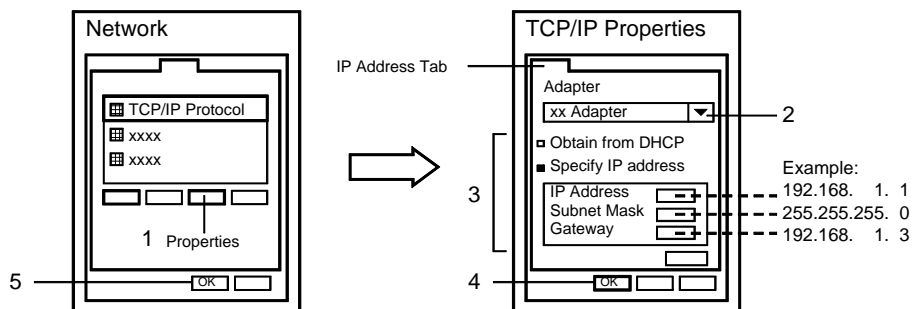 Network
TCP/IP Protocol
xxxx
xxxx
1 Properties
5
OK
TCP/IP Properties
IP Address Tab
Adapter
xx Adapter
2
Obtain from DHCP
Specify IP address
3
IP Address
Subnet Mask
Gateway
Example:
192.168. 1. 1
255.255.255. 0
192.168. 1. 3
4
OK